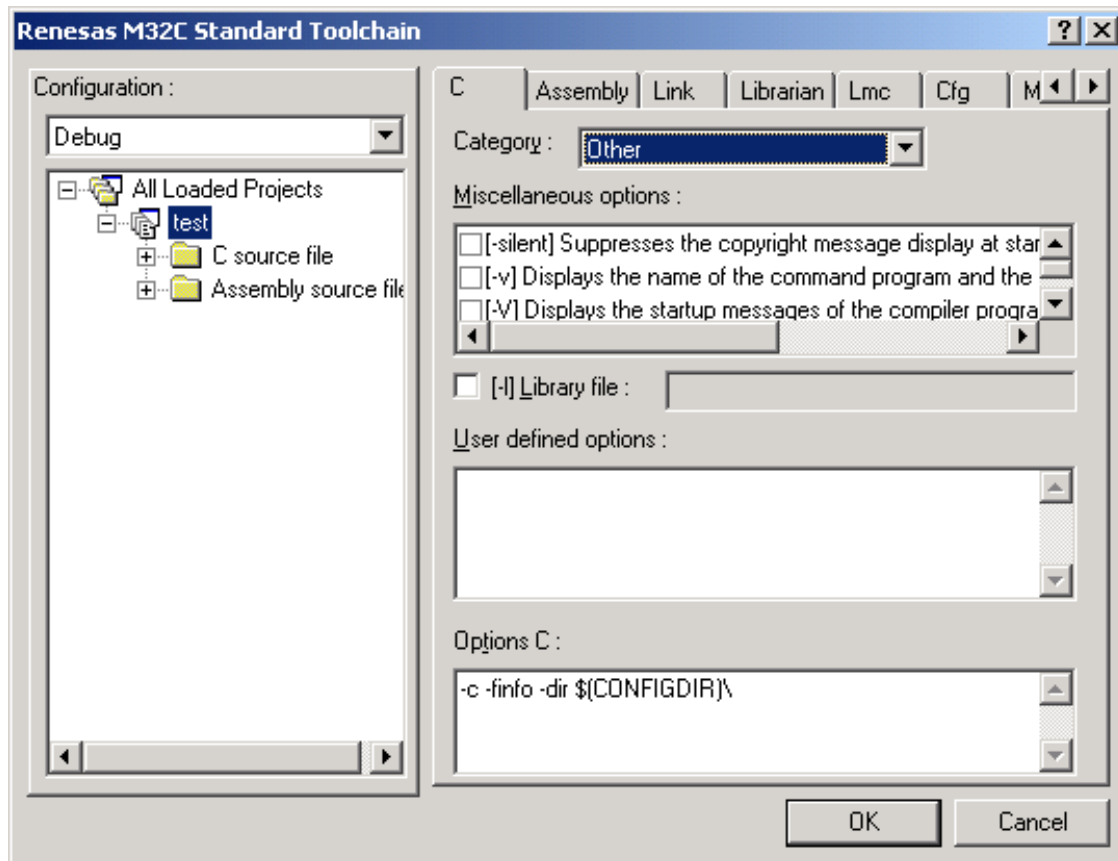 Renesas M32C Standard Toolchain
Configuration :
Debug
All Loaded Projects
test
C source file
Assembly source file
C Assembly Link Librarian Lmc Cfg M
Category : Other
Miscellaneous options :
[-silent] Suppresses the copyright message display at star
[-v] Displays the name of the command program and the
[-V] Displays the startup messages of the compiler progra
[-l] Library file :
User defined options :
Options C :
-c -finfo -dir $(CONFIGDIR)\
OK Cancel